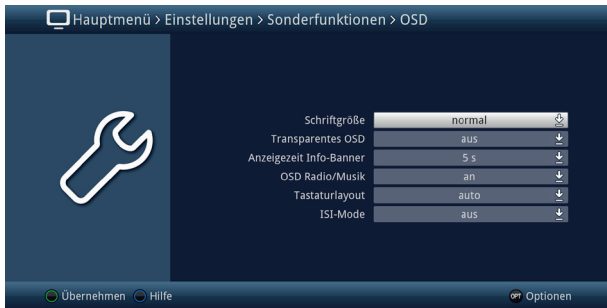 Hauptmenü > Einstellungen > Sonderfunktionen > OSD
Schriftgröße normal
Transparentes OSD aus
Anzeigezeit Info-Banner 5 s
OSD Radio/Musik an
Tastaturlayout auto
ISI-Mode aus
Übernehmen Hilfe OPT Optionen